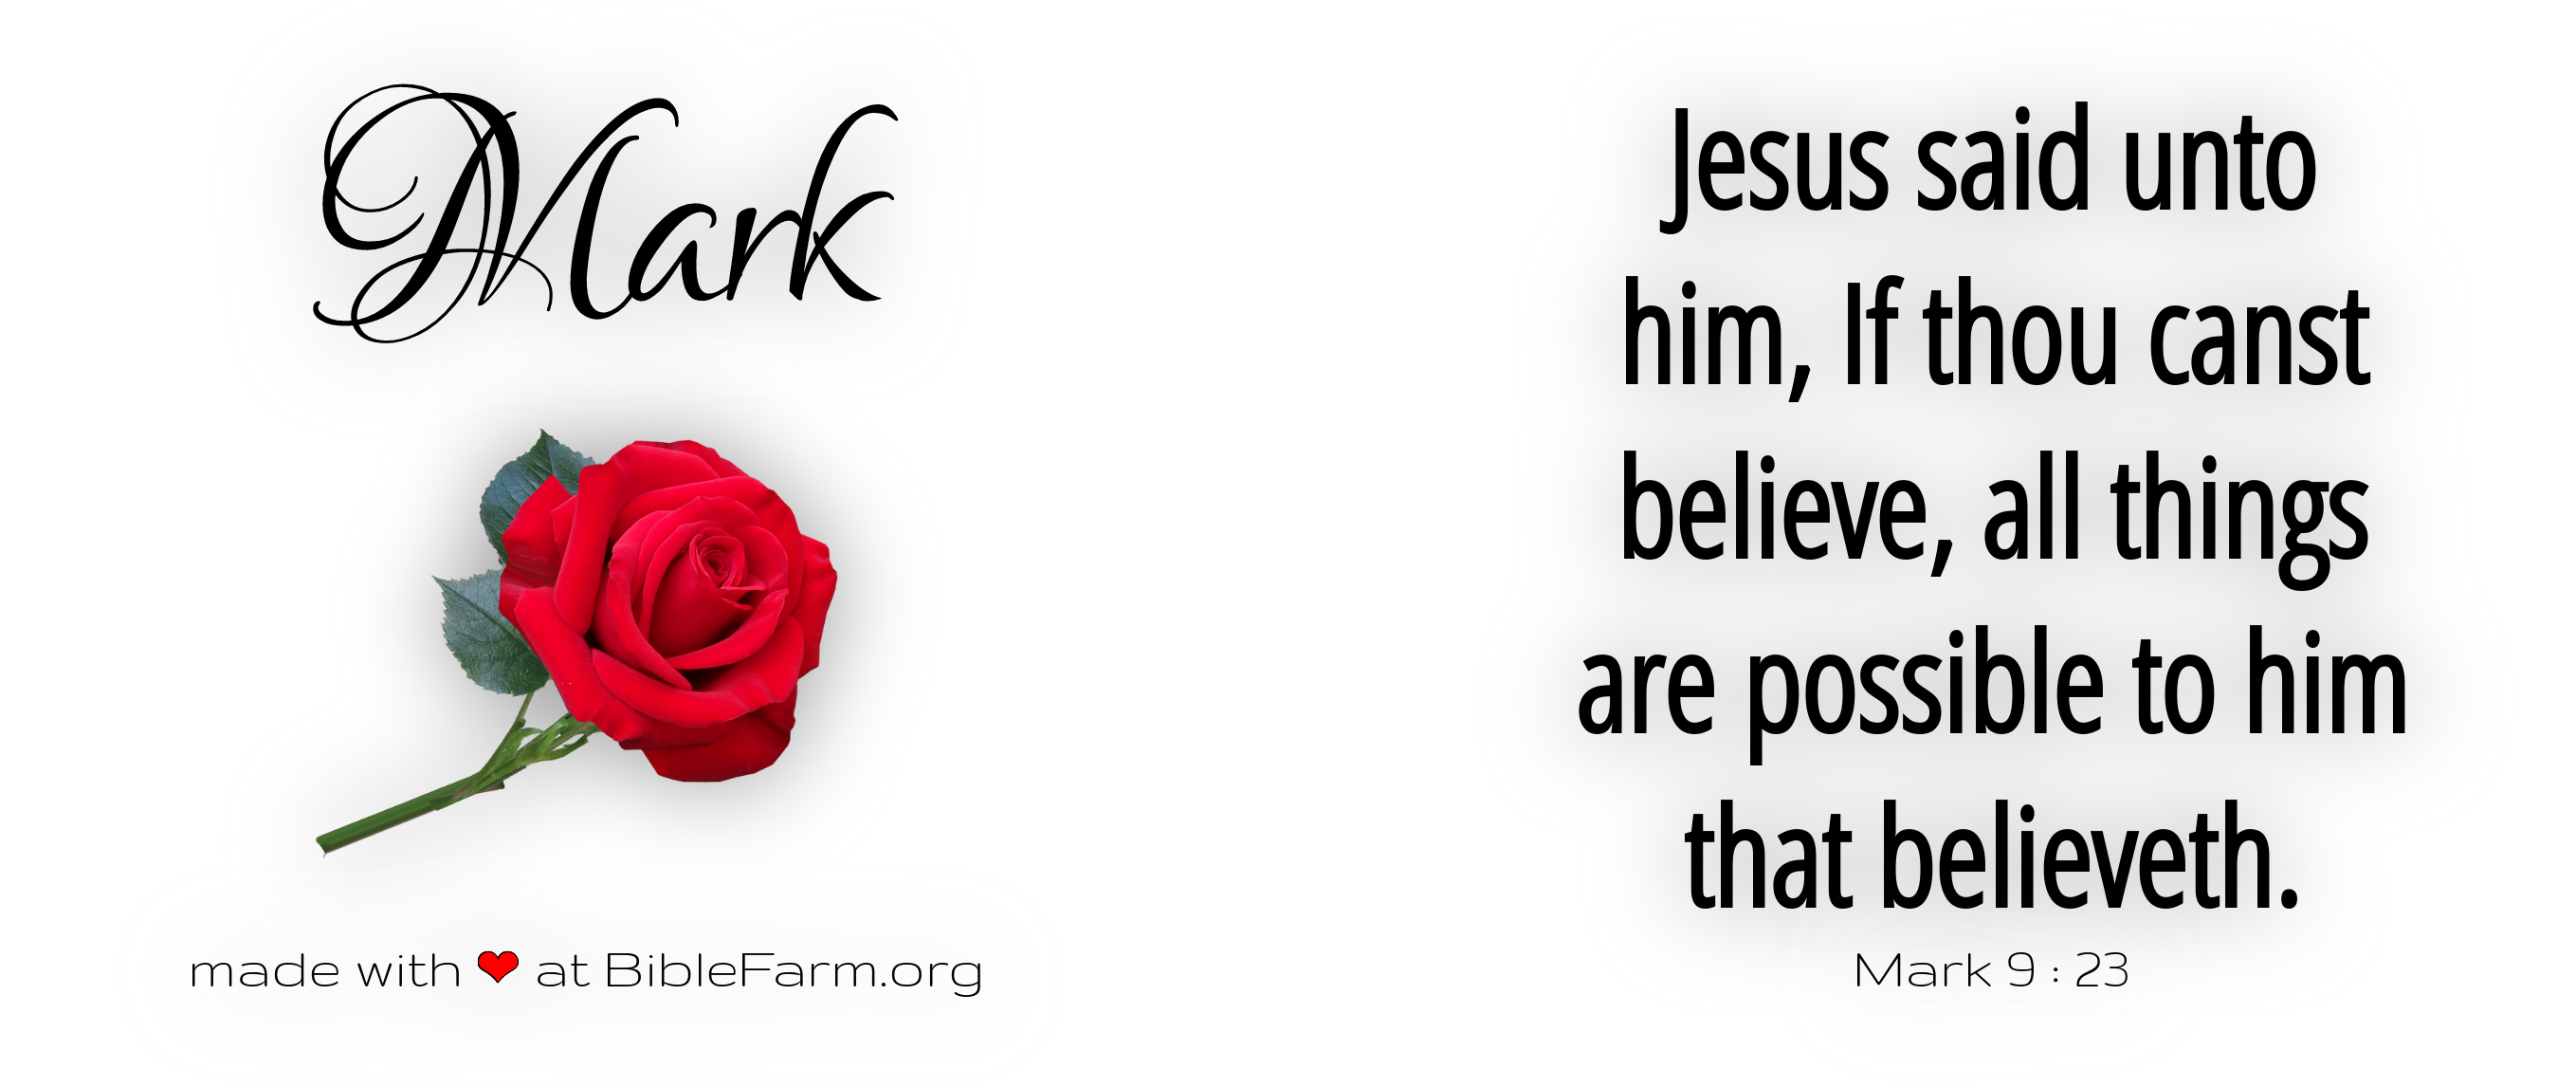 Mark
made with ❤ at BibleFarm.org
Jesus said unto
him, If thou canst
believe, all things
are possible to him
that believeth.
Mark 9 : 23